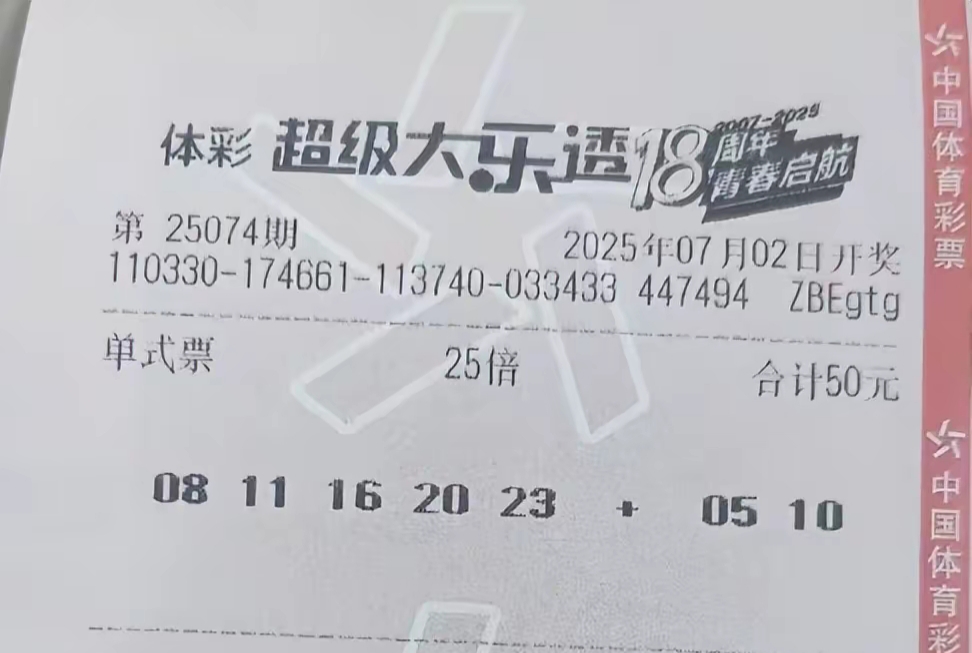 体彩 超级大乐透 18 2007-2025 周年 青春启航
第 25074期 2025年07月02日开奖
110330-174661-113740-033433 447494 ZBEgtg
单式票 25倍 合计50元
08 11 16 20 23 + 05 10
中国体育彩票
中国体育彩